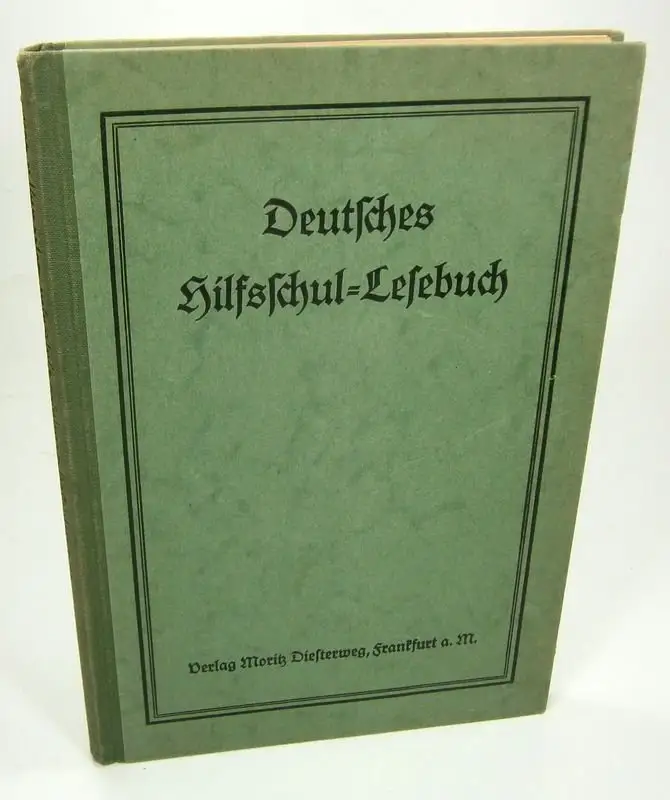 Deutſches
Hilfsſchul=Leſebuch
Verlag Moritz Dieſterweg, Frankfurt a. M.